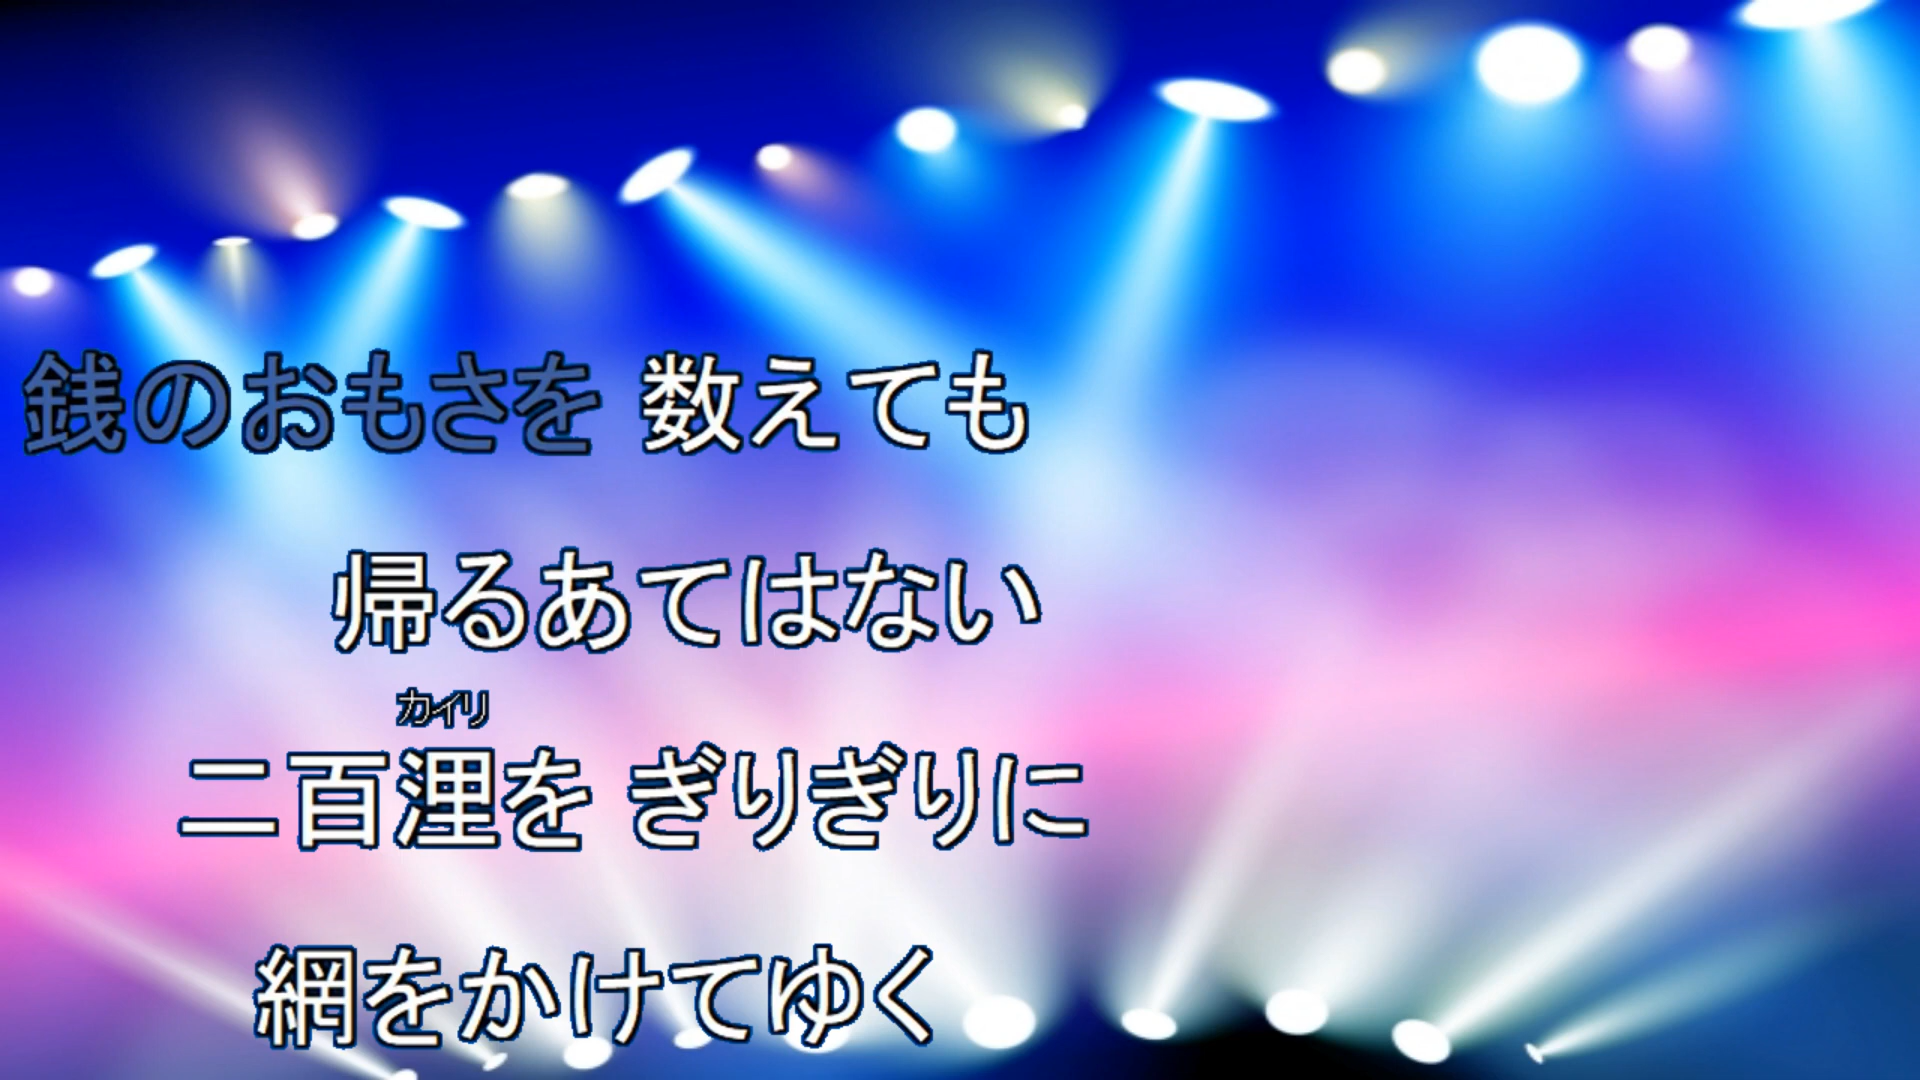 銭のおもさを 数えても
帰るあてはない
カイリ
二百浬を ぎりぎりに
網をかけてゆく